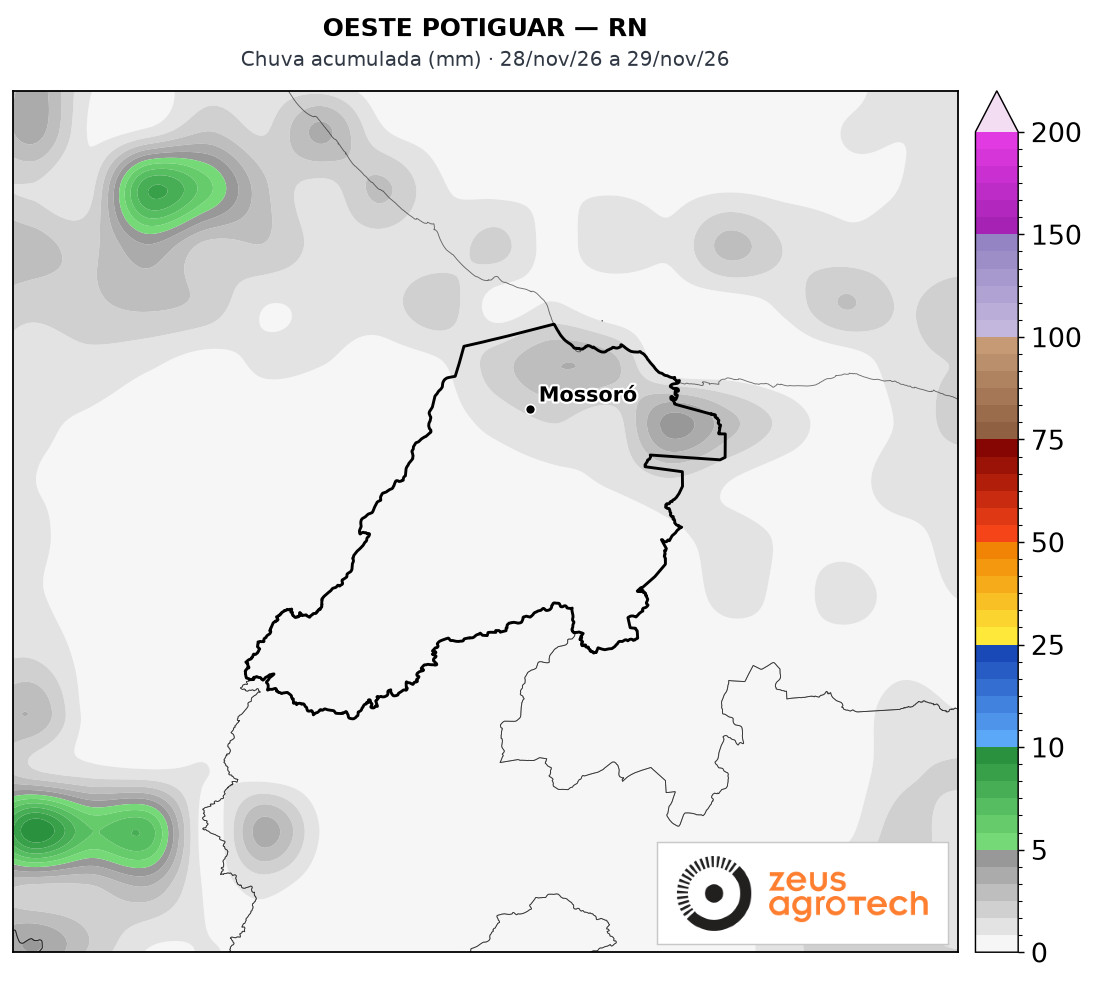 OESTE POTIGUAR — RN
Chuva acumulada (mm) · 28/nov/26 a 29/nov/26
200
150
100
75
50
25
10
5
0
Mossoró
zeus
agrotech